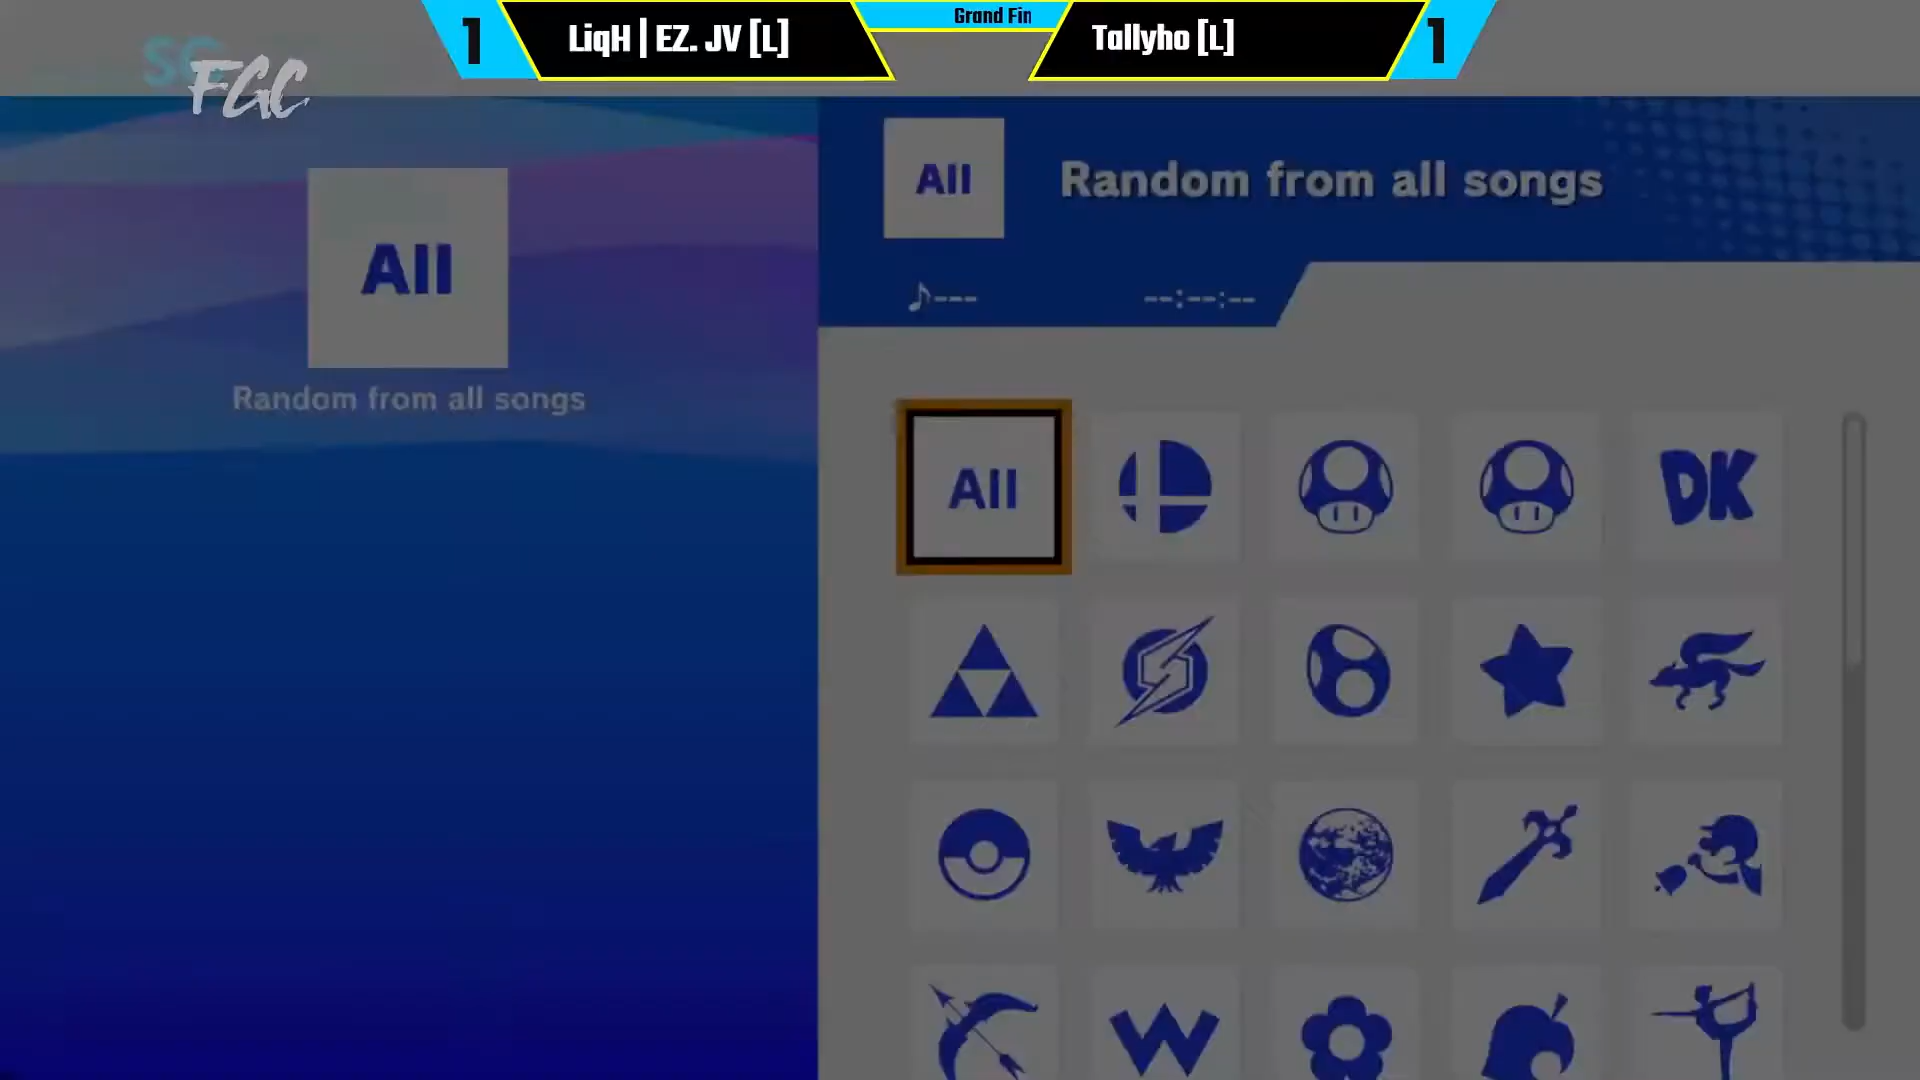 1
LiqH | EZ. JV [L]
Grand Fin
Tallyho [L]
1
SG
FGC
All
Random from all songs
All
Random from all songs
♪--- --:--:--
All
DK
W